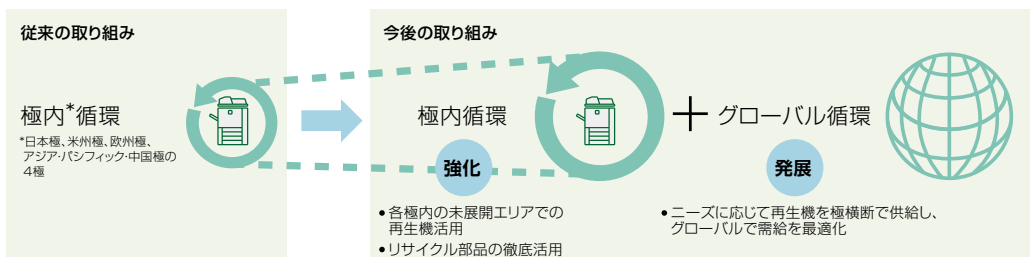 従来の取り組み
極内*循環
*日本極、米州極、欧州極、
アジア・パシフィック・中国極の
4極
今後の取り組み
極内循環
強化
• 各極内の未展開エリアでの
再生機活用
• リサイクル部品の徹底活用
+ グローバル循環
発展
• ニーズに応じて再生機を極横断で供給し、
グローバルで需給を最適化